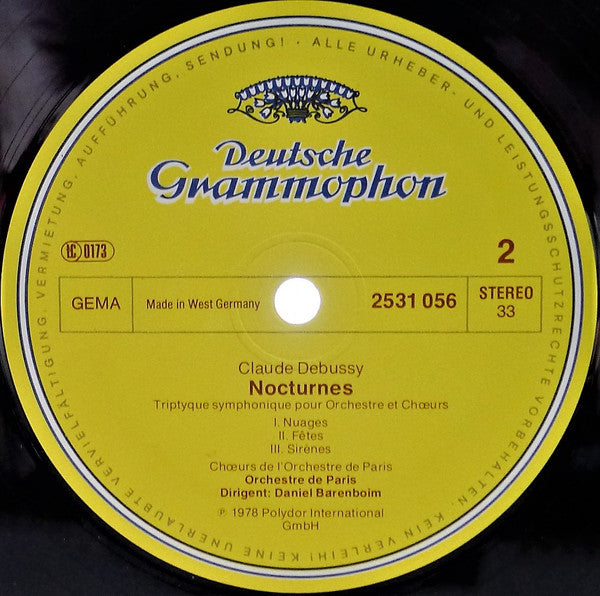 ALLE URHEBER- UND LEISTUNGSSCHUTZRECHTE VORBEHALTEN. KEIN VERLEIH! KEINE UNERLAUBTE VERVIELFÄLTIGUNG, VERMIETUNG, AUFFÜHRUNG, SENDUNG! ·
Deutsche
Grammophon
LC 0173
2
GEMA
Made in West Germany
2531 056
STEREO
33
Claude Debussy
Nocturnes
Triptyque symphonique pour Orchestre et Chœurs
I. Nuages
II. Fêtes
III. Sirènes
Chœurs de l'Orchestre de Paris
Orchestre de Paris
Dirigent: Daniel Barenboim
℗ 1978 Polydor International
GmbH